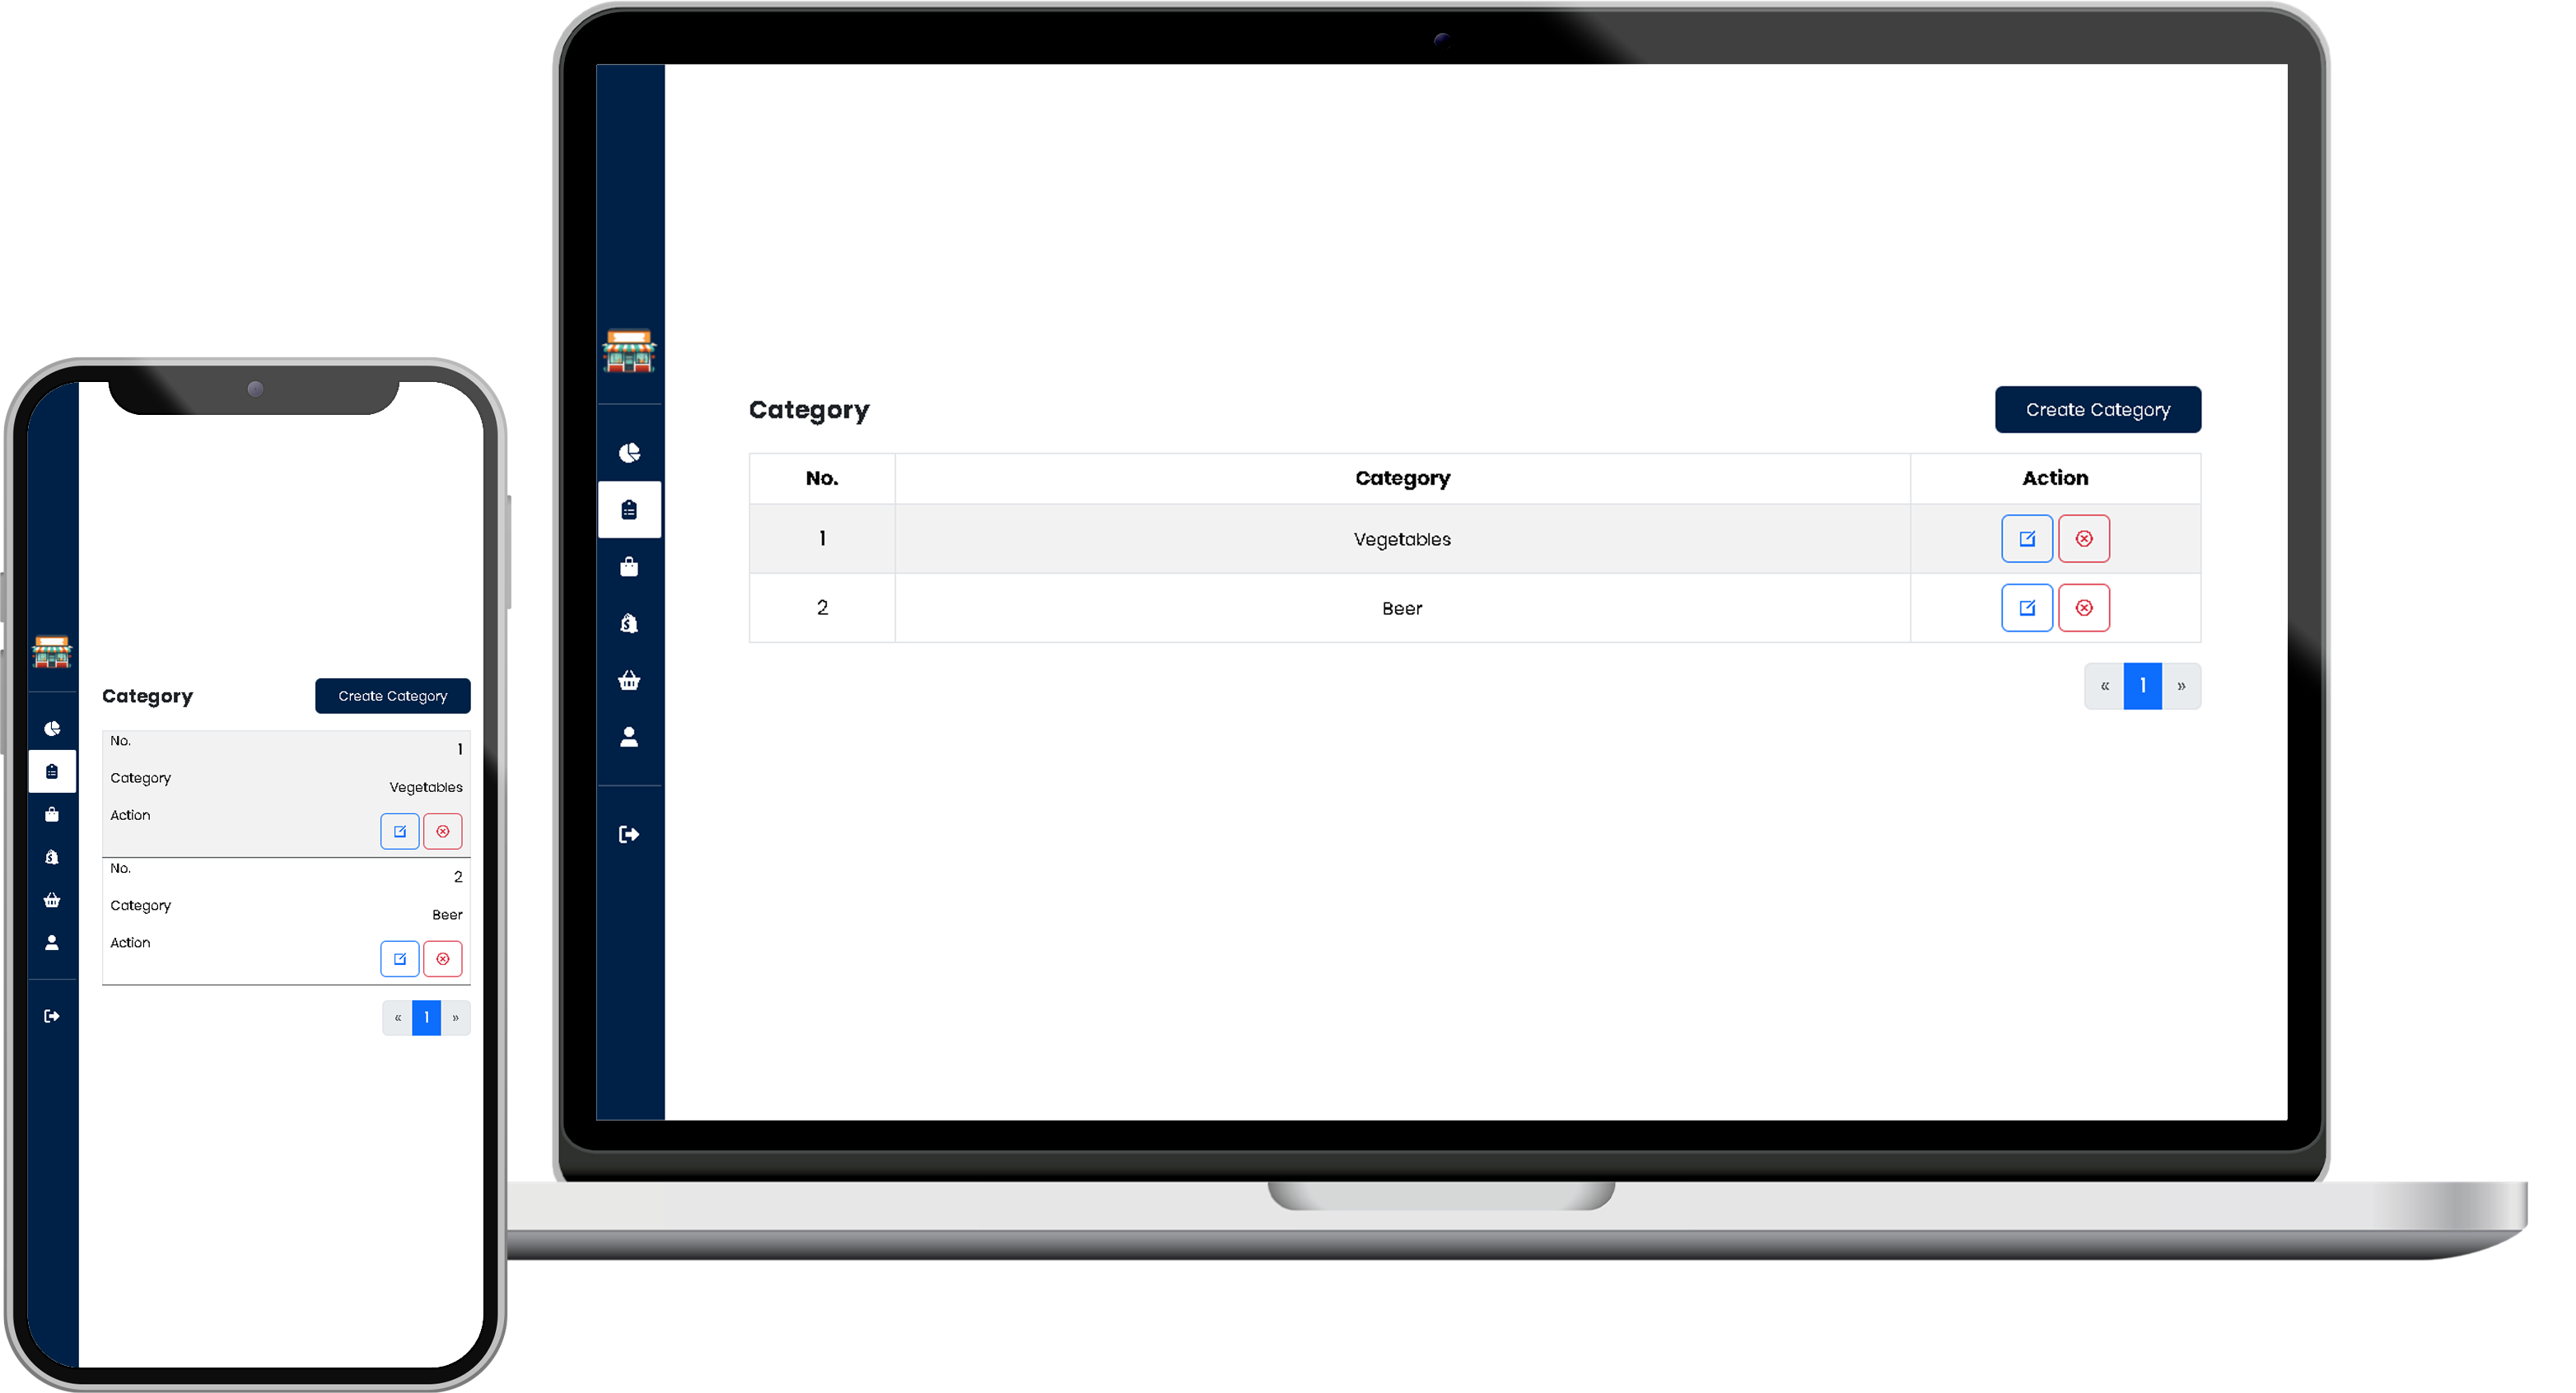 Category Create Category
No. 1
Category Vegetables
Action
No. 2
Category Beer
Action
« 1 »
Category Create Category
No. Category Action
1 Vegetables
2 Beer
« 1 »